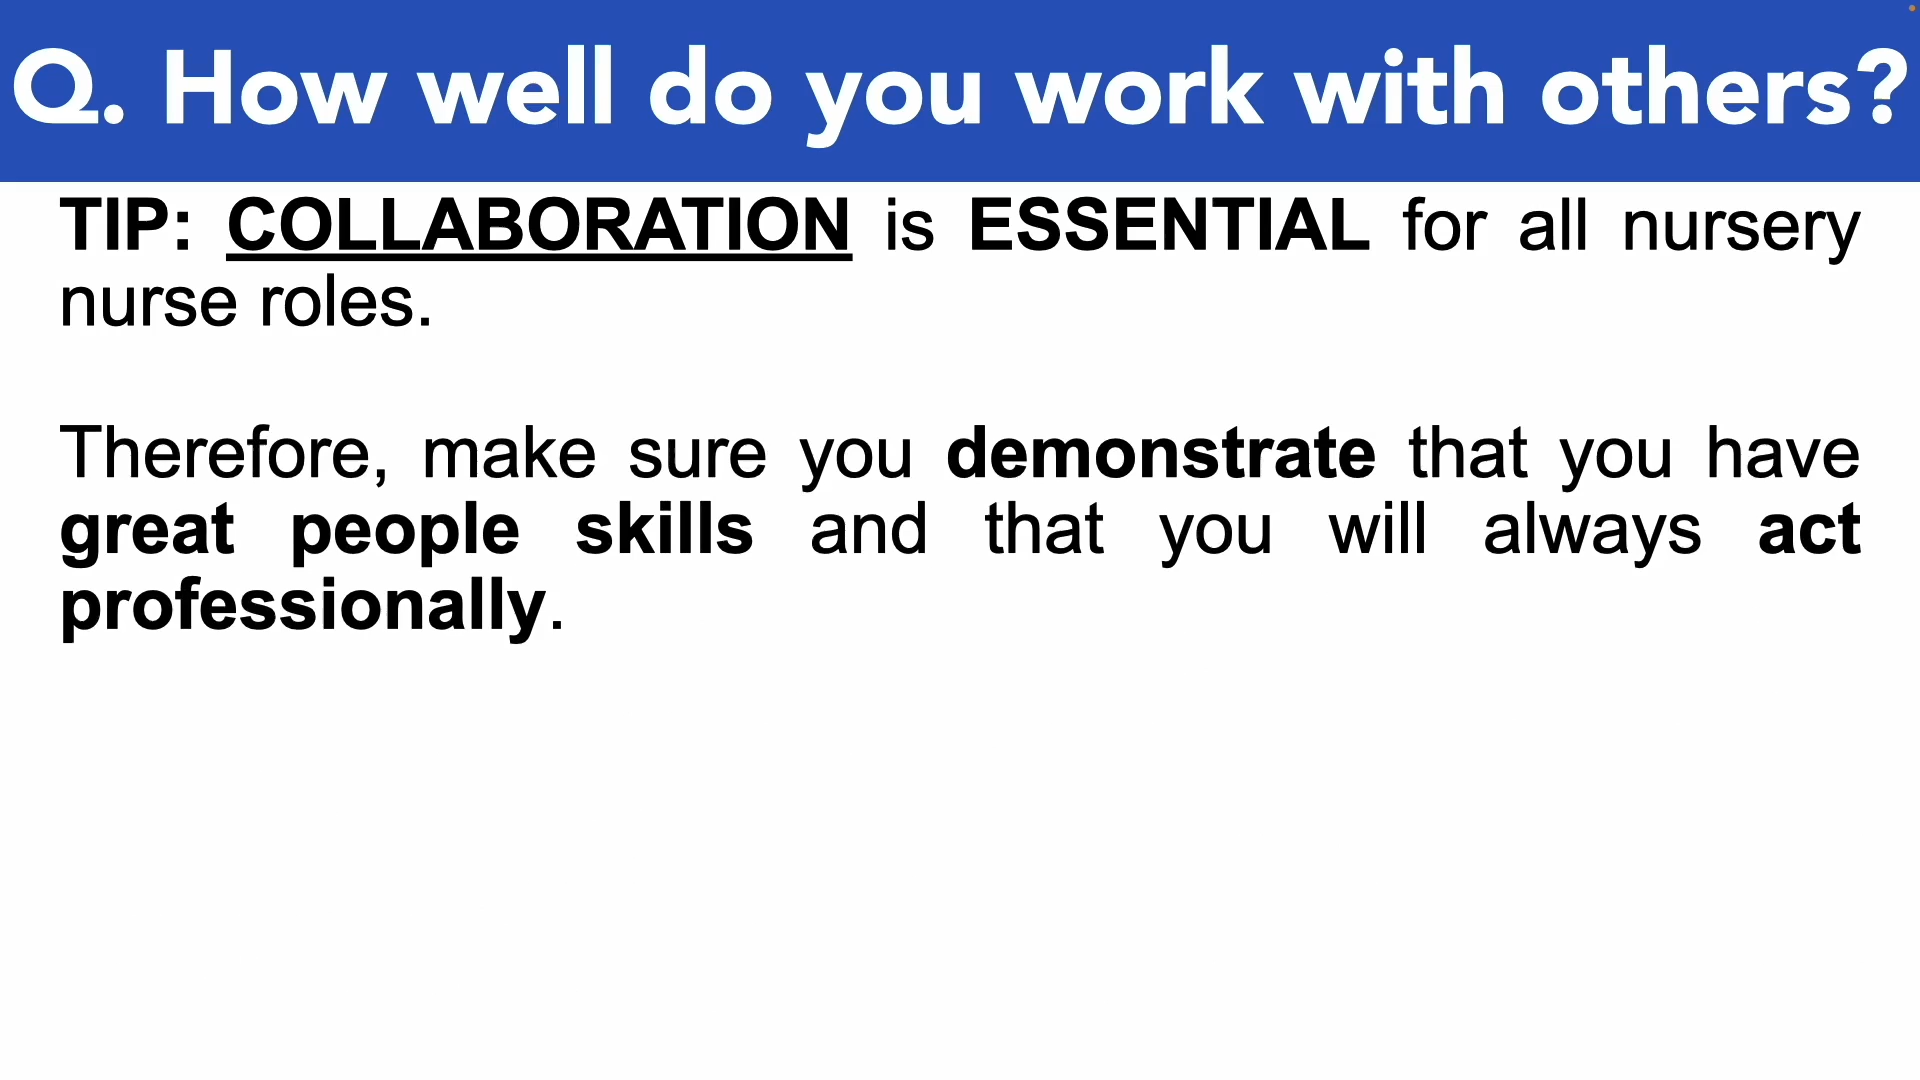 Q. How well do you work with others?
TIP: COLLABORATION is ESSENTIAL for all nursery
nurse roles.
Therefore, make sure you demonstrate that you have
great people skills and that you will always act
professionally.